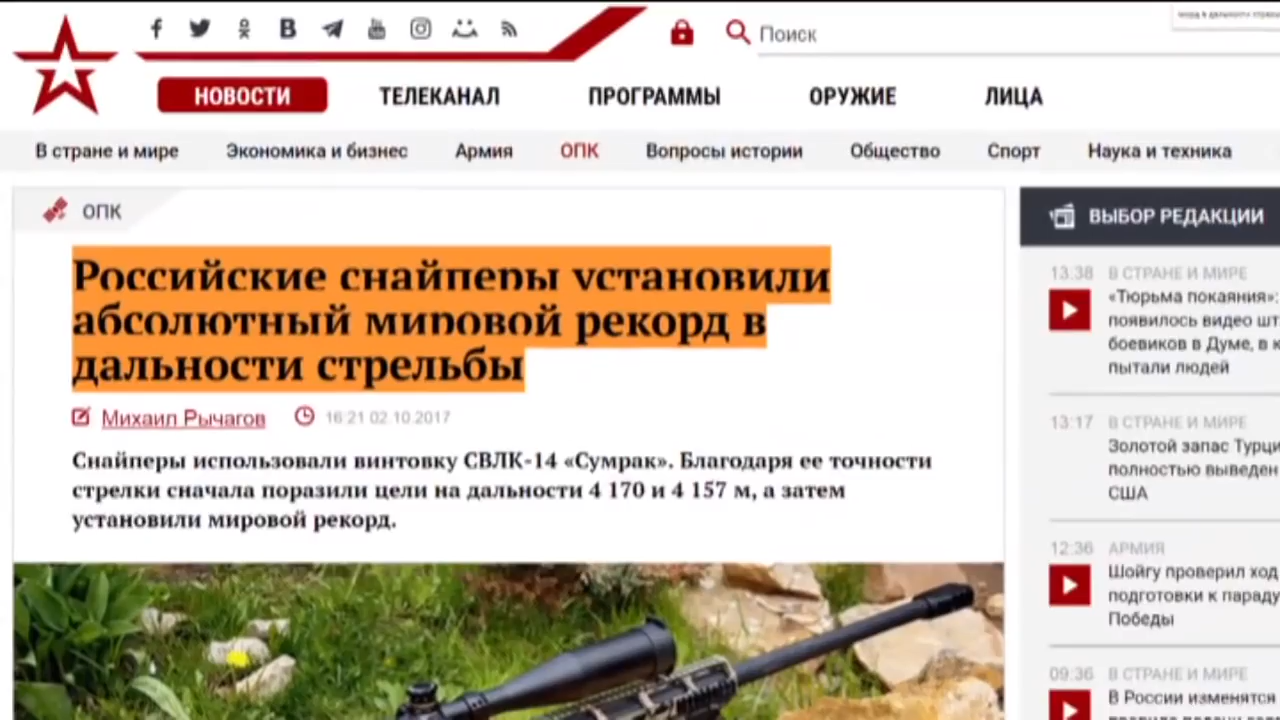 Поиск
НОВОСТИ ТЕЛЕКАНАЛ ПРОГРАММЫ ОРУЖИЕ ЛИЦА
В стране и мире Экономика и бизнес Армия ОПК Вопросы истории Общество Спорт Наука и техника
ОПК
Российские снайперы установили
абсолютный мировой рекорд в
дальности стрельбы
Михаил Рычагов 16:21 02.10.2017
Снайперы использовали винтовку СВЛК-14 «Сумрак». Благодаря ее точности
стрелки сначала поразили цели на дальности 4 170 и 4 157 м, а затем
установили мировой рекорд.
ВЫБОР РЕДАКЦИИ
13:38 В СТРАНЕ И МИРЕ
«Тюрьма покаяния»:
появилось видео шт
боевиков в Думе, в к
пытали людей
13:17 В СТРАНЕ И МИРЕ
Золотой запас Турци
полностью выведен
США
12:36 АРМИЯ
Шойгу проверил ход
подготовки к параду
Победы
09:36 В СТРАНЕ И МИРЕ
В России изменятся